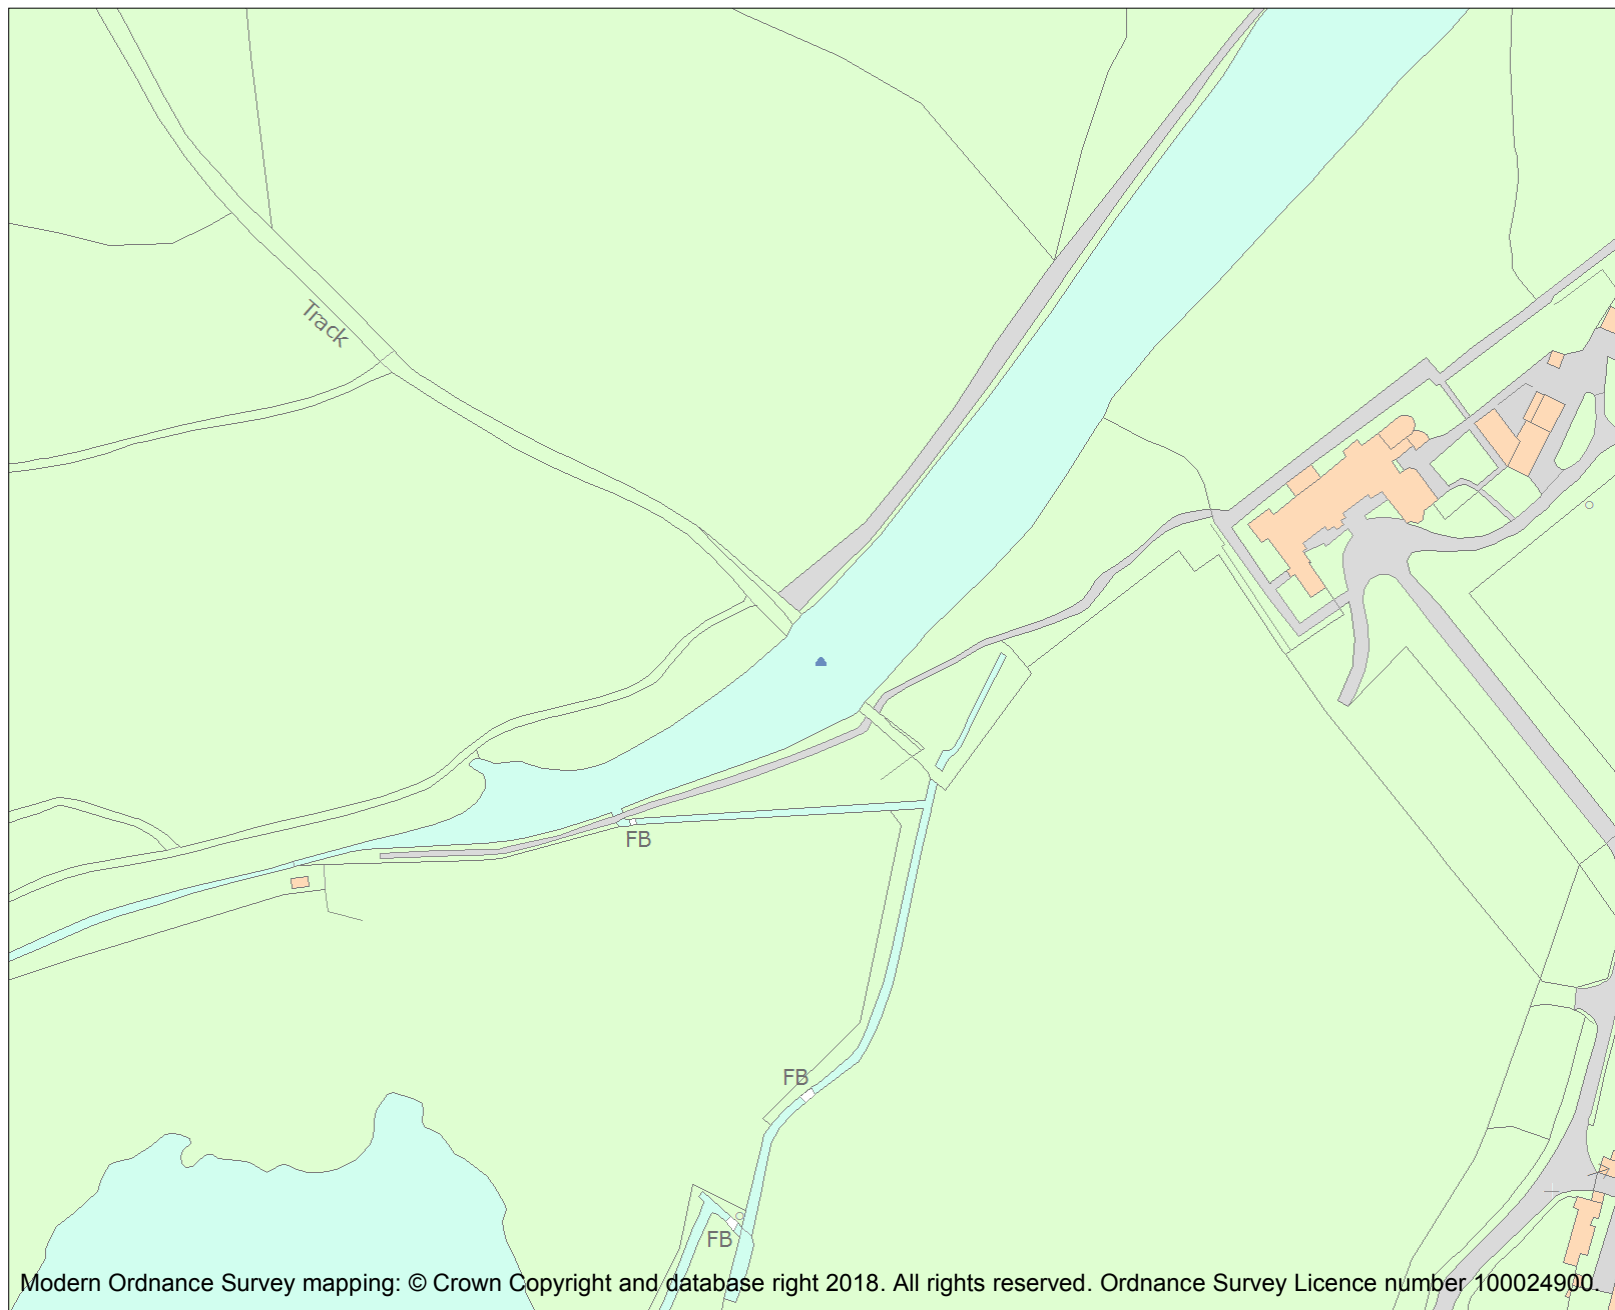 Track
FB
FB
FB
Modern Ordnance Survey mapping: © Crown Copyright and database right 2018. All rights reserved. Ordnance Survey Licence number 100024900.